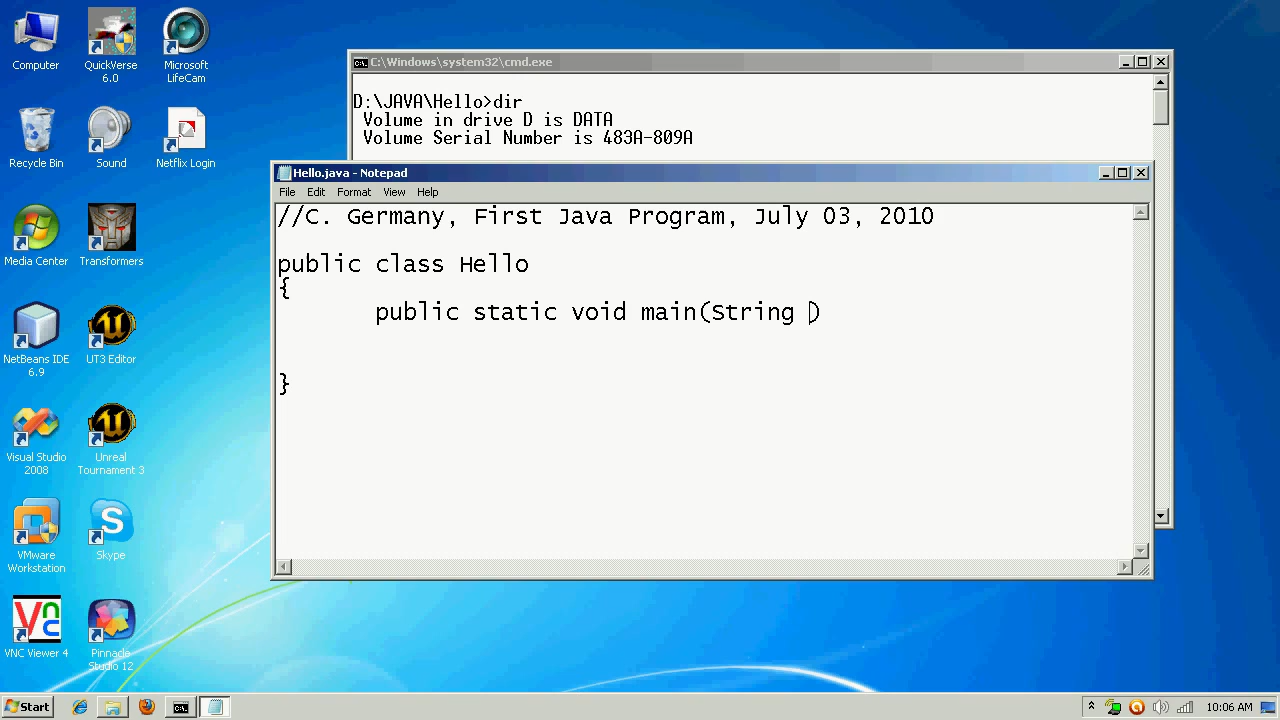 Computer
QuickVerse 6.0
Microsoft LifeCam
Recycle Bin
Sound
Netflix Login
Media Center
Transformers
NetBeans IDE 6.9
UT3 Editor
Visual Studio 2008
Unreal Tournament 3
VMware Workstation
Skype
VNC Viewer 4
Pinnacle Studio 12
C:\Windows\system32\cmd.exe
D:\JAVA\Hello>dir
Volume in drive D is DATA
Volume Serial Number is 483A-809A
Hello.java - Notepad
File Edit Format View Help
//C. Germany, First Java Program, July 03, 2010
public class Hello
{
public static void main(String )
}
Start
10:06 AM